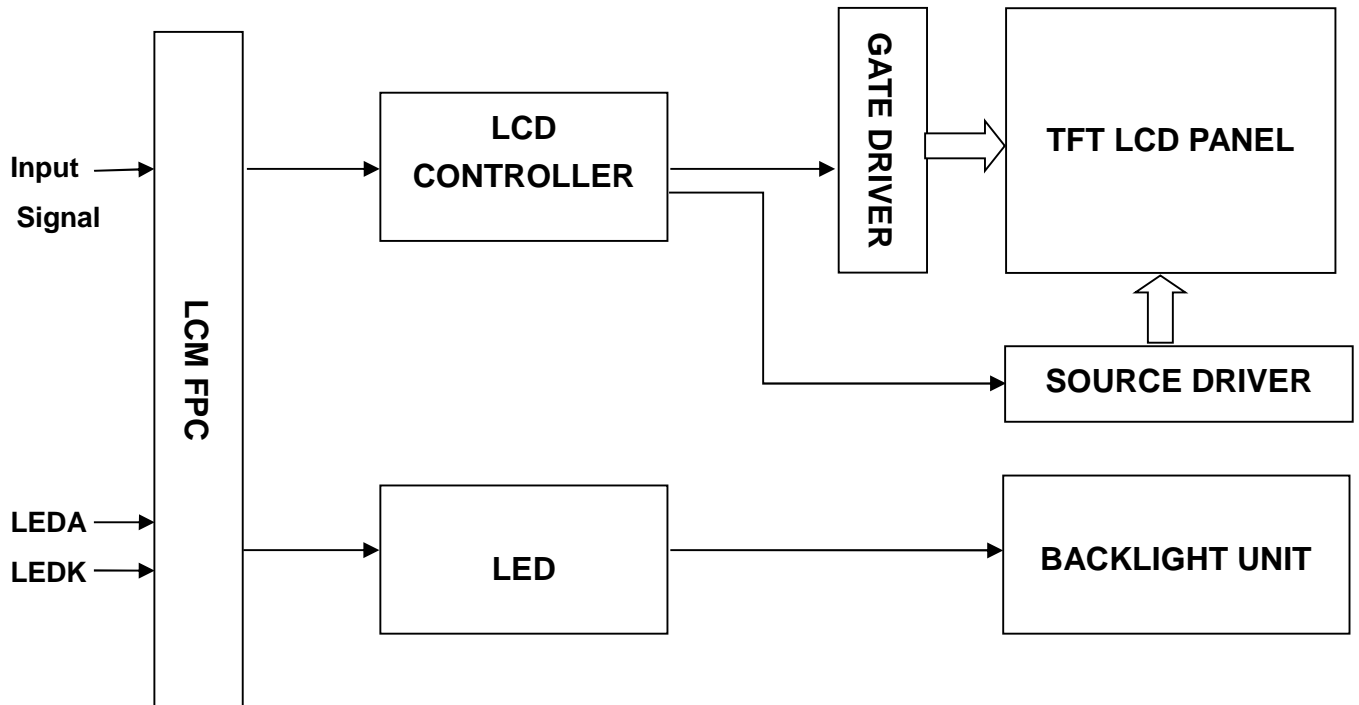 Input
Signal
LEDA
LEDK
LCM FPC
LCD
CONTROLLER
GATE DRIVER
TFT LCD PANEL
SOURCE DRIVER
LED
BACKLIGHT UNIT